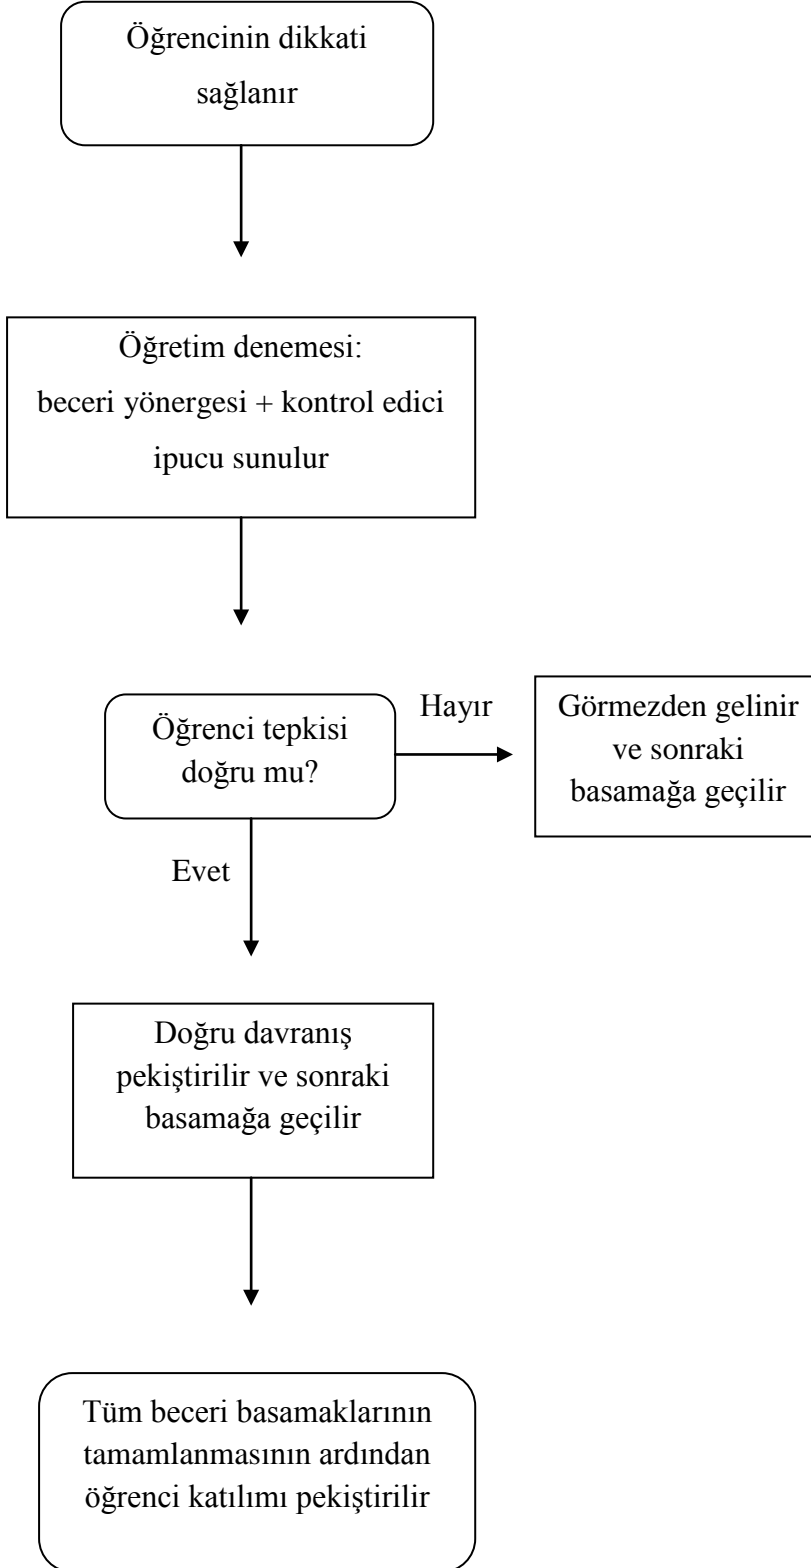 Öğrencinin dikkati
sağlanır
Öğretim denemesi:
beceri yönergesi + kontrol edici
ipucu sunulur
Öğrenci tepkisi
doğru mu?
Hayır
Görmezden gelinir
ve sonraki
basamağa geçilir
Evet
Doğru davranış
pekiştirilir ve sonraki
basamağa geçilir
Tüm beceri basamaklarının
tamamlanmasının ardından
öğrenci katılımı pekiştirilir